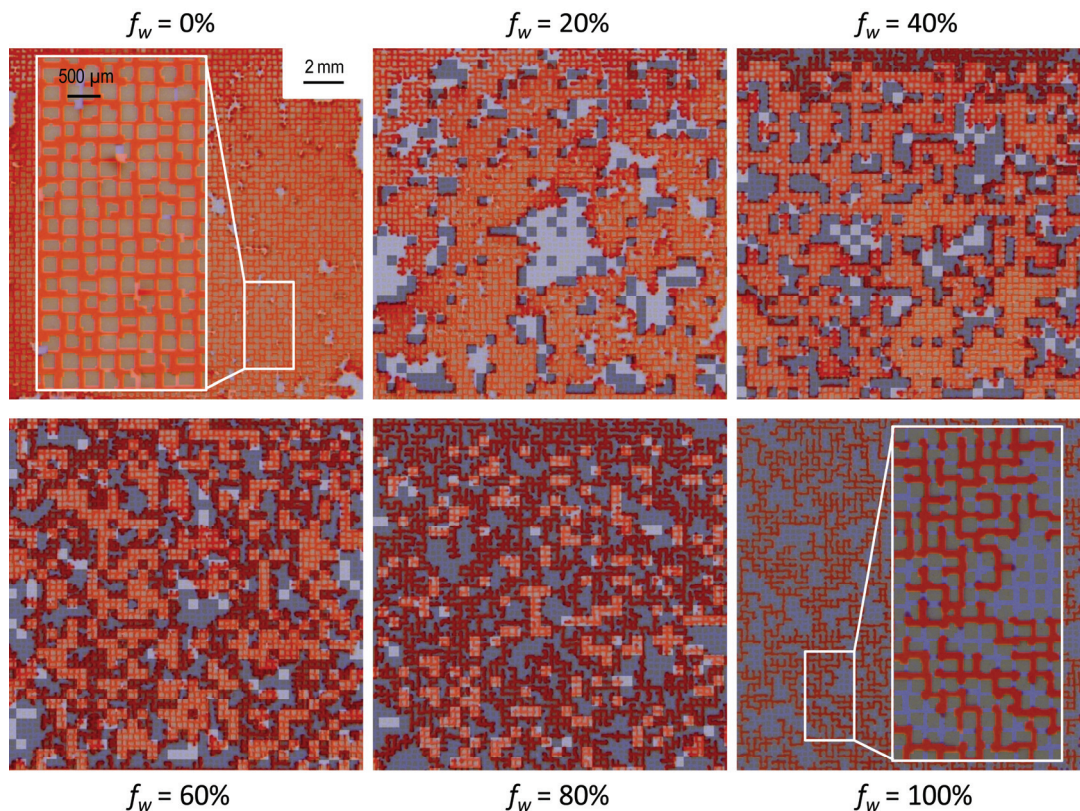 f_w = 0%
f_w = 20%
f_w = 40%
500 µm
2 mm
f_w = 60%
f_w = 80%
f_w = 100%